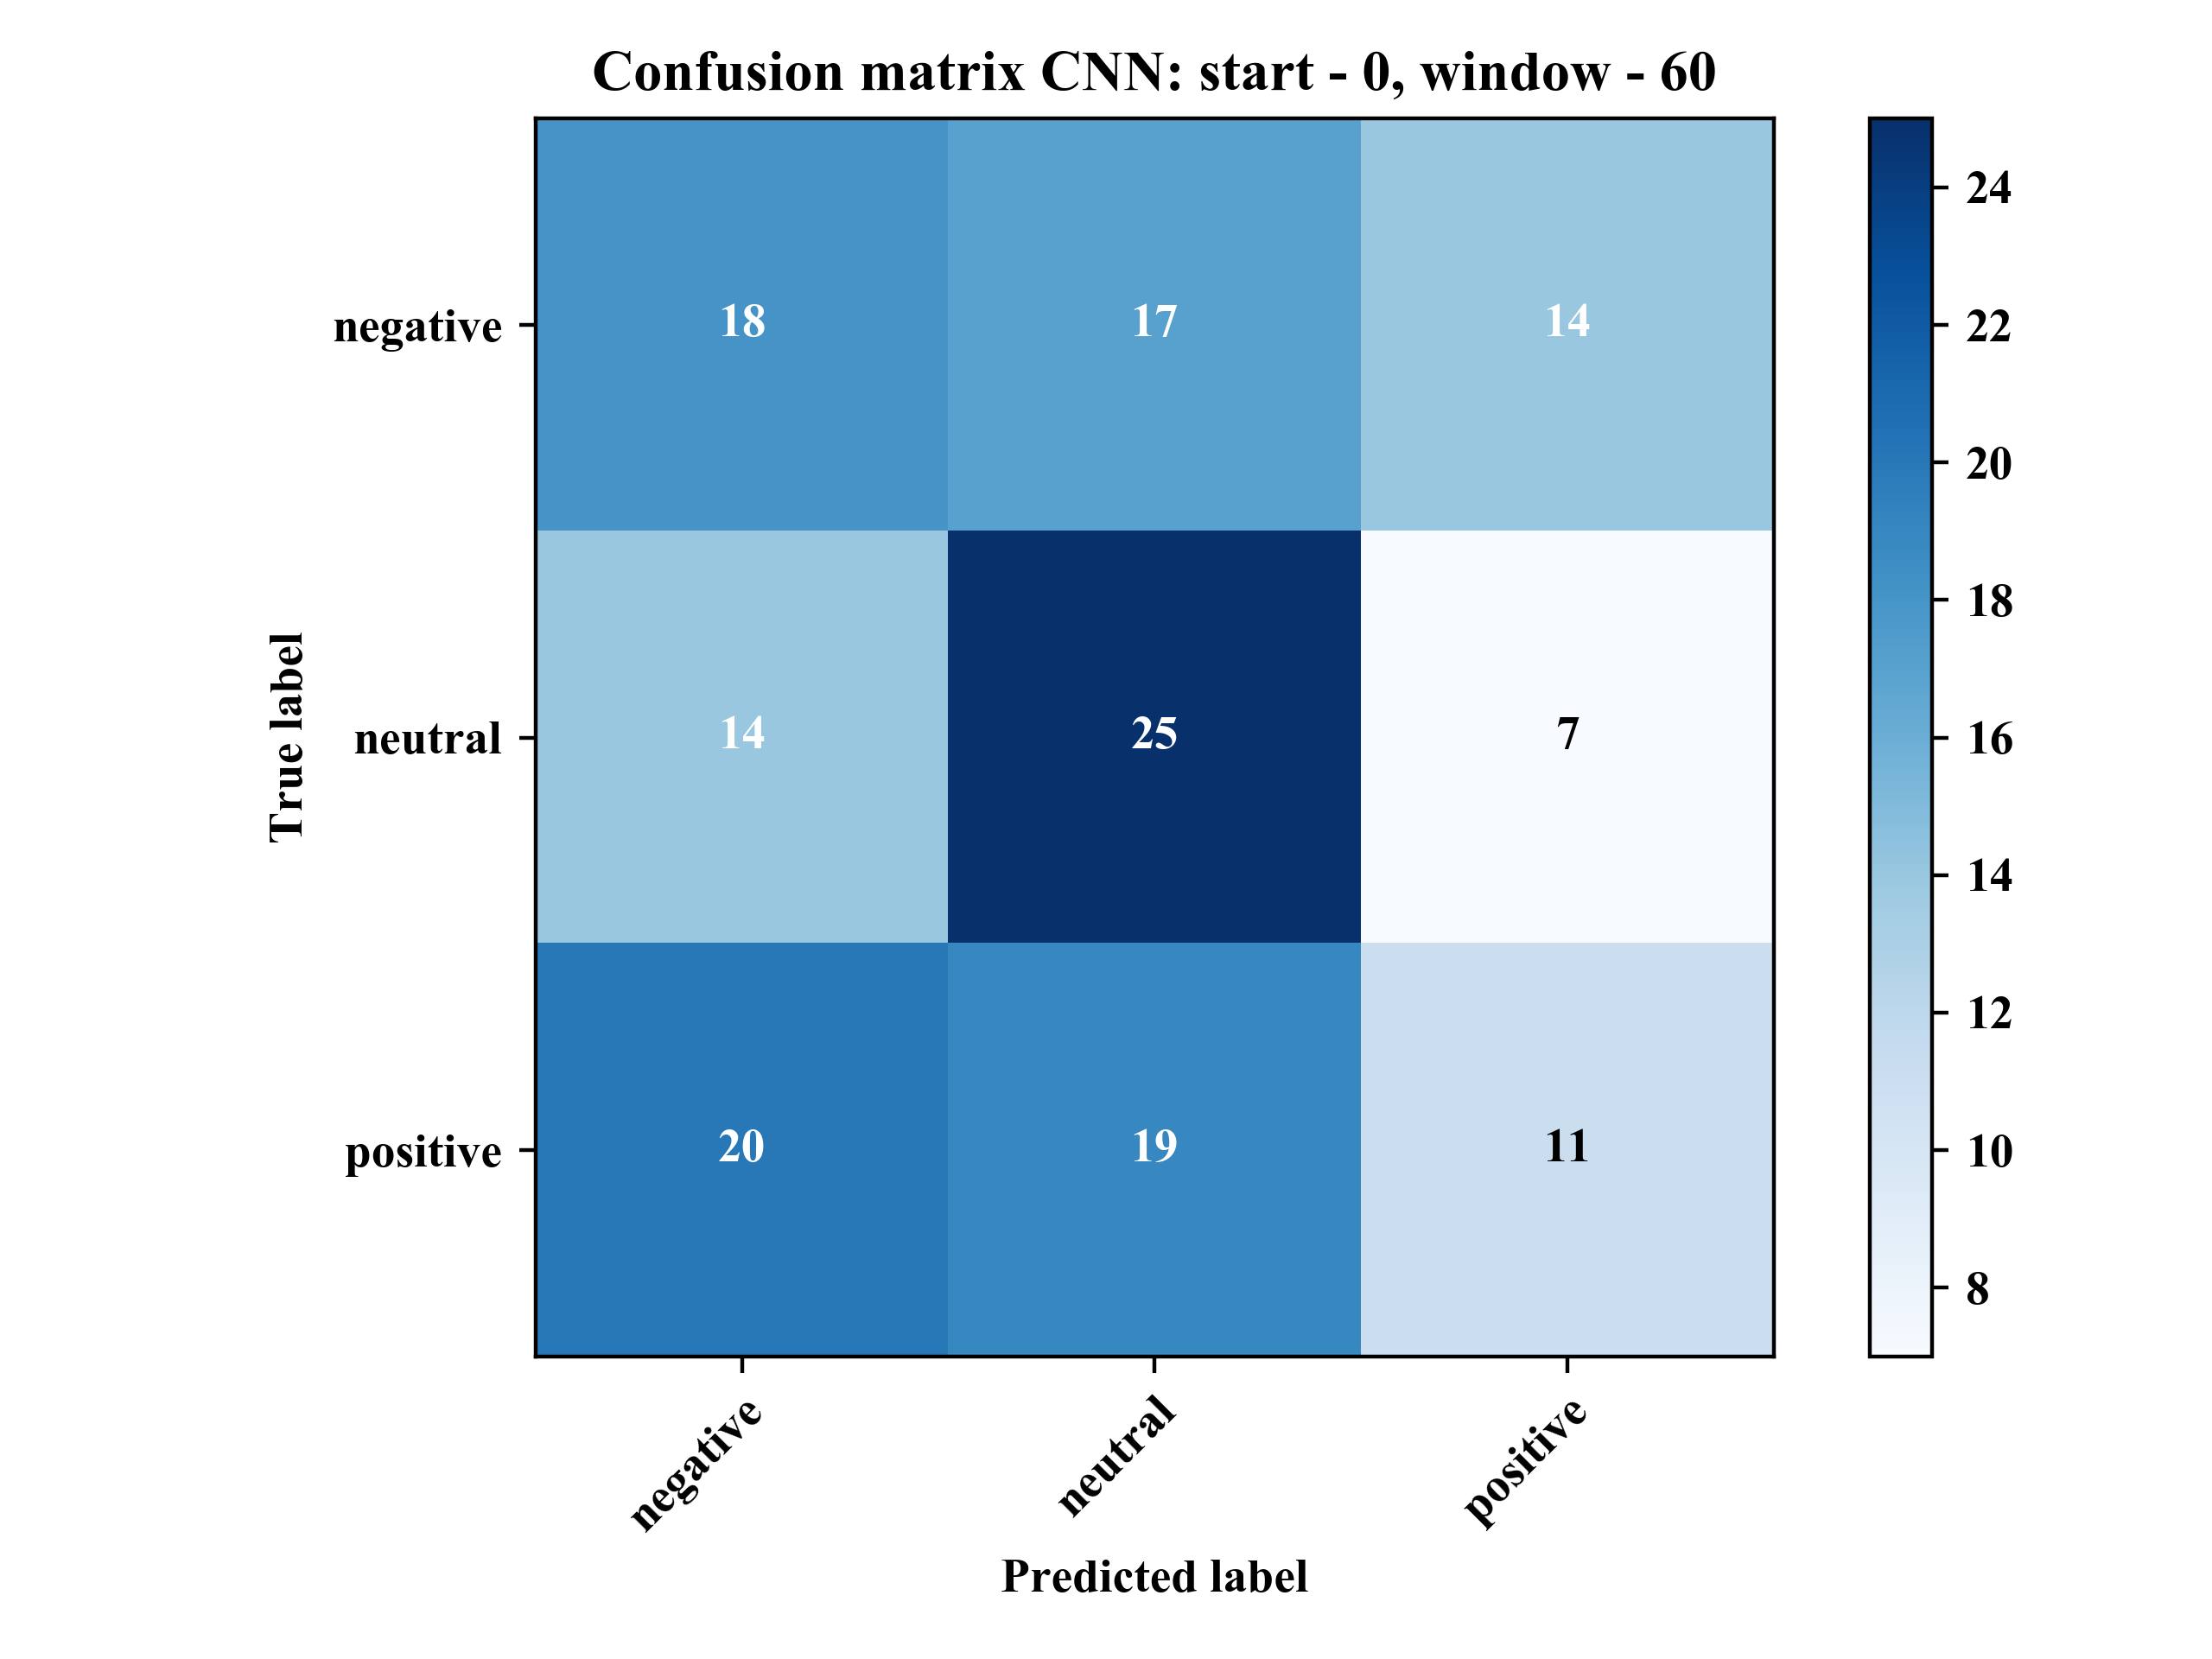 Confusion matrix CNN: start - 0, window - 60
True label
negative
neutral
positive
18 17 14
14 25 7
20 19 11
negative
neutral
positive
Predicted label
24
22
20
18
16
14
12
10
8